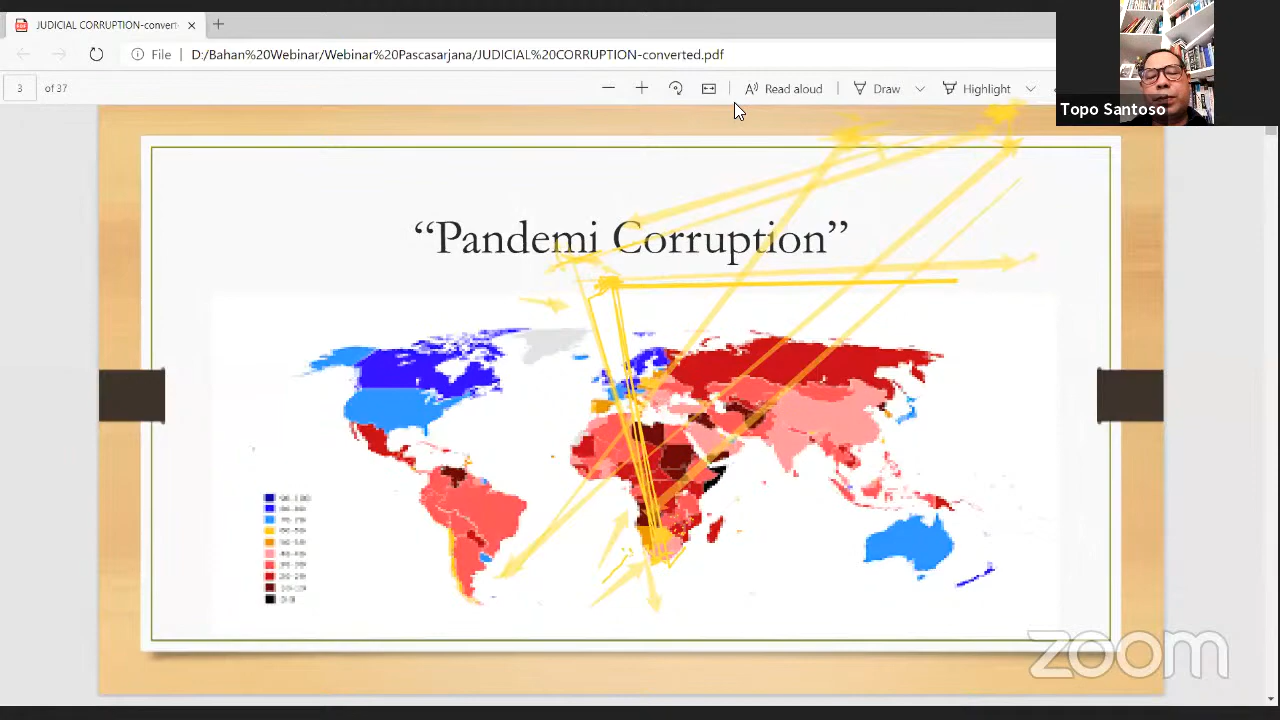 JUDICIAL CORRUPTION-convert
File D:/Bahan%20Webinar/Webinar%20Pascasarjana/JUDICIAL%20CORRUPTION-converted.pdf
3 of 37
Read aloud
Draw
Highlight
Topo Santoso
“Pandemi Corruption”
zoom